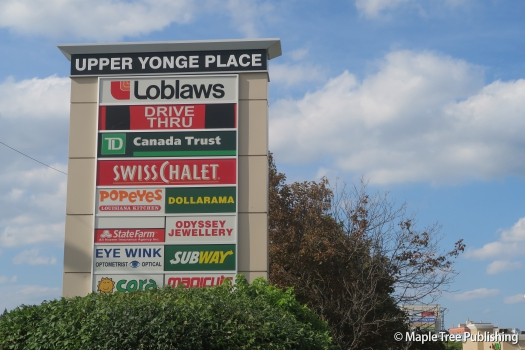 UPPER YONGE PLACE
Loblaws
DRIVE
THRU
TD Canada Trust
SWISS CHALET
POPEYES
LOUISIANA KITCHEN
DOLLARAMA
State Farm
ODYSSEY
JEWELLERY
EYE WINK
OPTOMETRIST OPTICAL
SUBWAY
cora
manicure
© Maple Tree Publishing